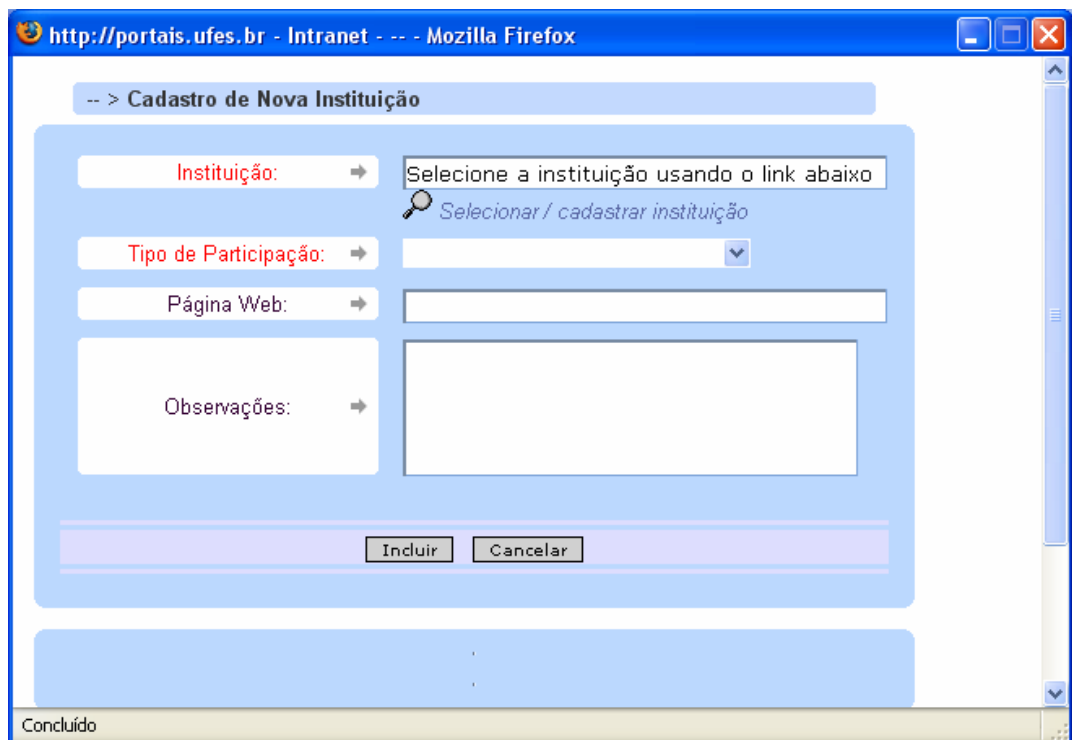 http://portais.ufes.br - Intranet - -- - Mozilla Firefox
-- > Cadastro de Nova Instituição
Instituição:
Selecione a instituição usando o link abaixo
Selecionar / cadastrar instituição
Tipo de Participação:
Página Web:
Observações:
Incluir Cancelar
Concluído